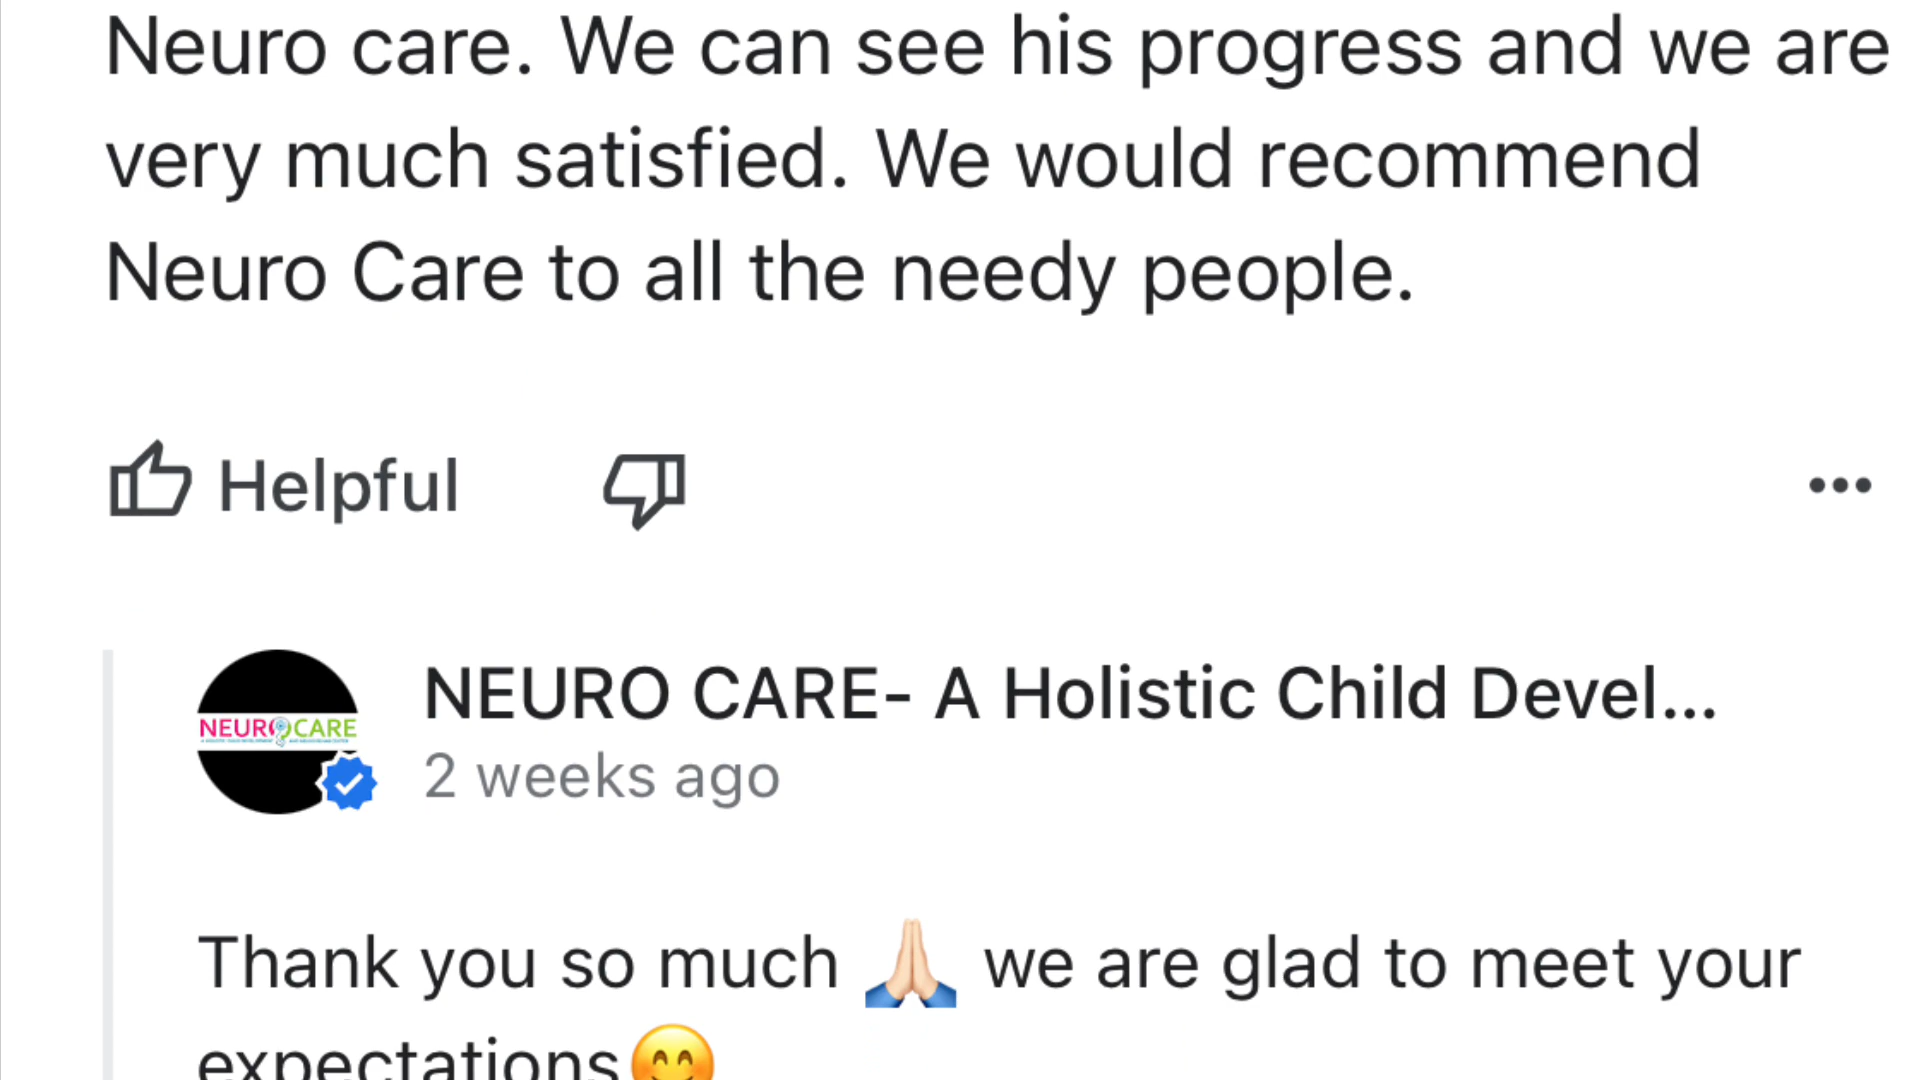 Neuro care. We can see his progress and we are
very much satisfied. We would recommend
Neuro Care to all the needy people.
Helpful
NEURO CARE- A Holistic Child Devel...
NEUROCARE
2 weeks ago
Thank you so much 🙏🏻 we are glad to meet your
expectations😊